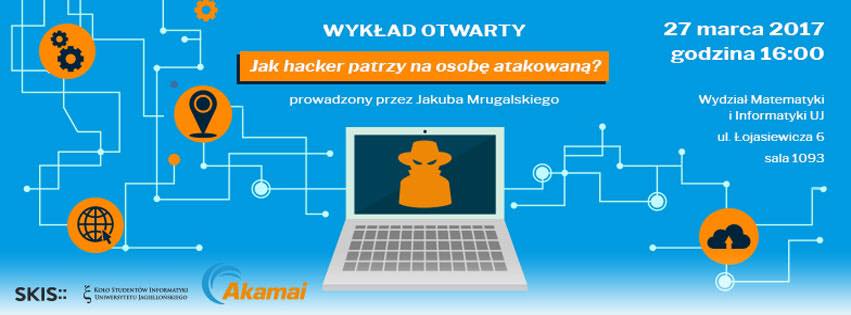 WYKŁAD OTWARTY
Jak hacker patrzy na osobę atakowaną?
prowadzony przez Jakuba Mrugalskiego
27 marca 2017
godzina 16:00
Wydział Matematyki
i Informatyki UJ
ul. Łojasiewicza 6
sala 1093
SKIS::
Koło Studentów Informatyki
Uniwersytetu Jagiellońskiego
Akamai